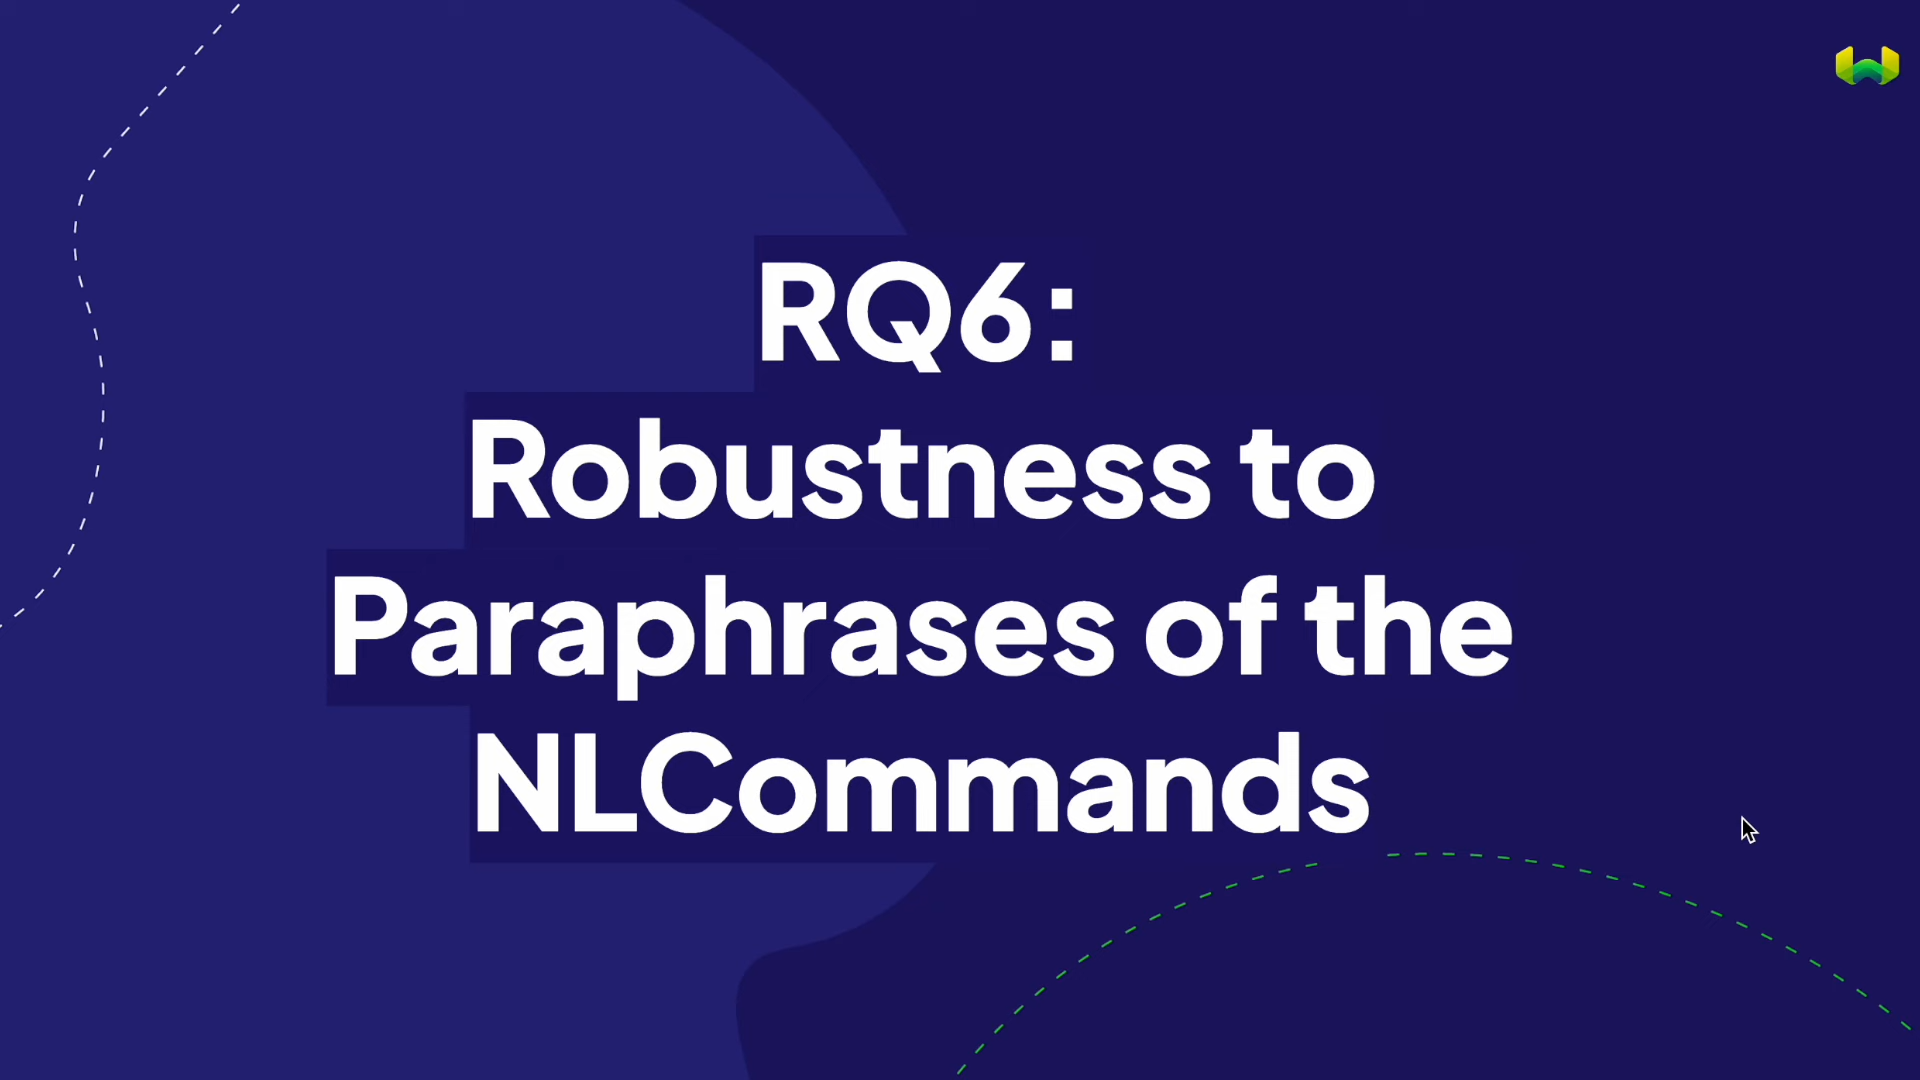 RQ6:
Robustness to
Paraphrases of the
NLCommands